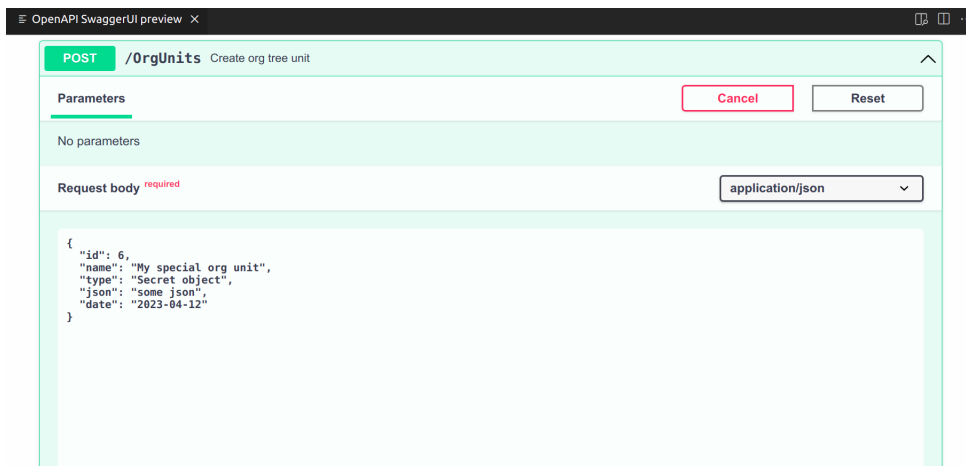 OpenAPI SwaggerUI preview
POST /OrgUnits Create org tree unit
Parameters Cancel Reset
No parameters
Request body required application/json
{
"id": 6,
"name": "My special org unit",
"type": "Secret object",
"json": "some json",
"date": "2023-04-12"
}